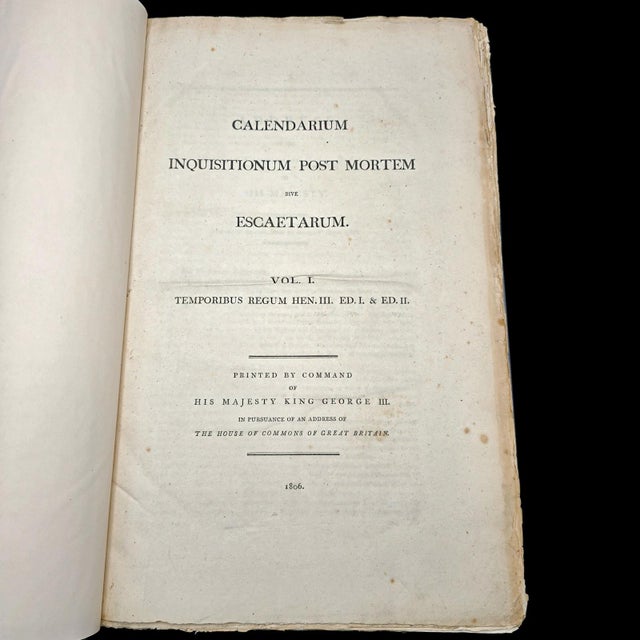 CALENDARIUM
INQUISITIONUM POST MORTEM
SIVE
ESCAETARUM.
VOL. I.
TEMPORIBUS REGUM HEN. III. ED. I. & ED. II.
PRINTED BY COMMAND
OF
HIS MAJESTY KING GEORGE III.
IN PURSUANCE OF AN ADDRESS OF
THE HOUSE OF COMMONS OF GREAT BRITAIN.
1806.